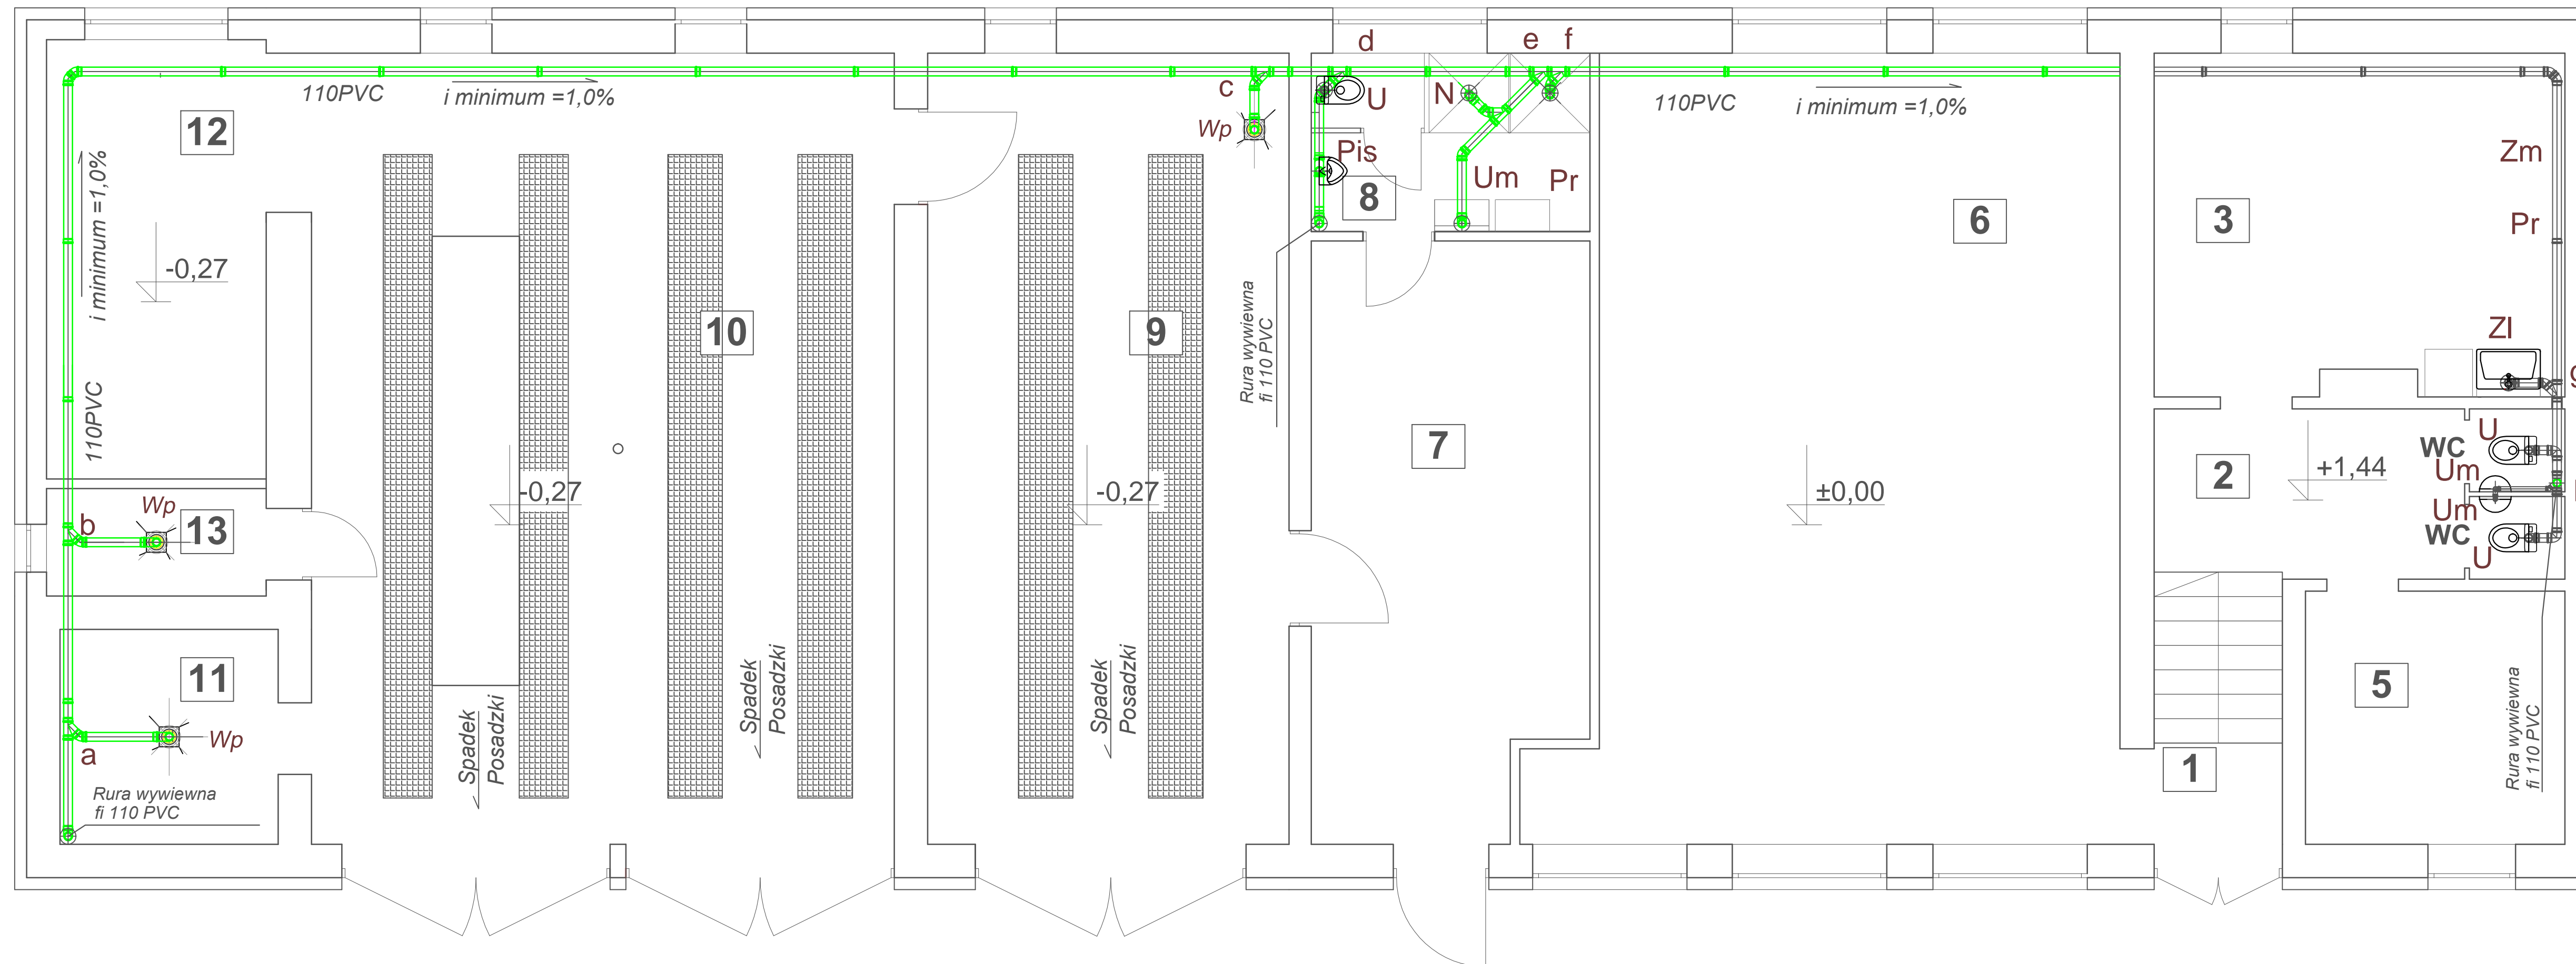 d
e
f
110PVC
i minimum =1,0%
c
Wp
U
N
110PVC
i minimum =1,0%
12
i minimum =1,0%
Pis
8
Um
Pr
6
3
Zm
Pr
-0,27
Rura wywiewna
fi 110 PVC
10
9
Zl
g
110PVC
7
WC
U
Um
2
+1,44
Um
WC
U
-0,27
-0,27
±0,00
Wp
b
13
11
Wp
a
Rura wywiewna
fi 110 PVC
Spadek
Posadzki
Spadek
Posadzki
Spadek
Posadzki
5
1
Rura wywiewna
fi 110 PVC